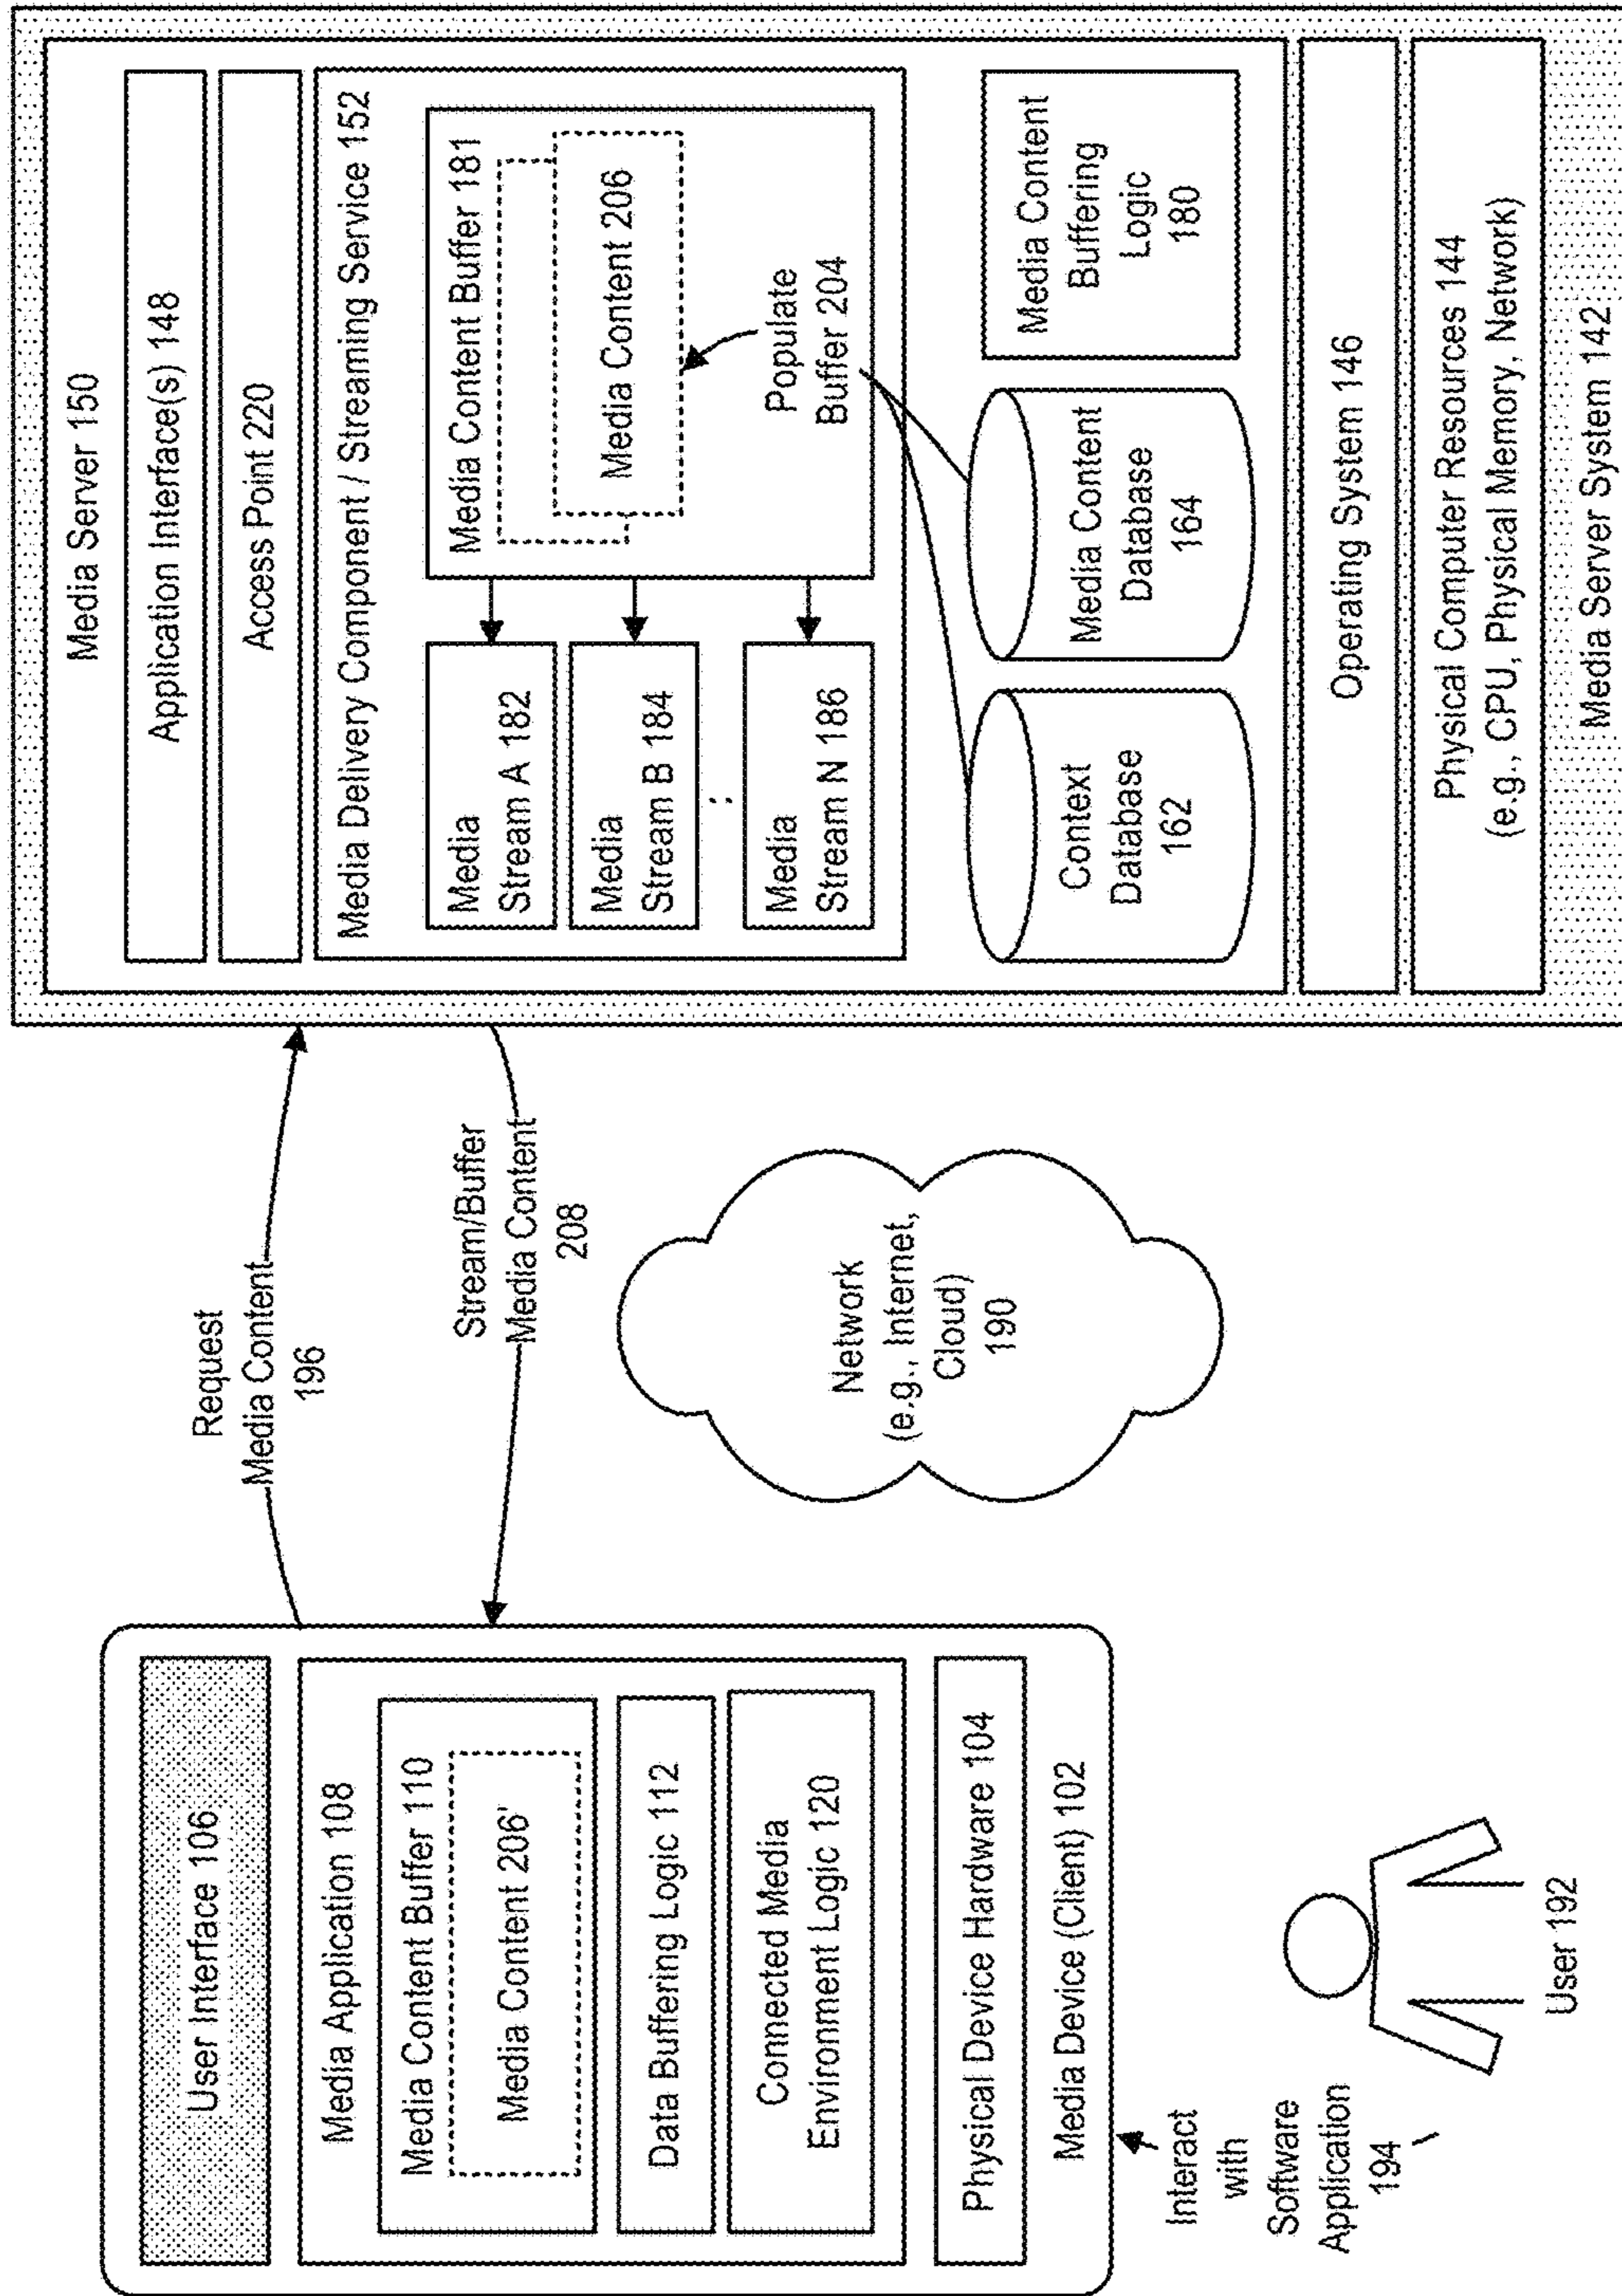 User Interface 106
Media Application 108
Media Content Buffer 110
Media Content 206'
Data Buffering Logic 112
Connected Media
Environment Logic 120
Physical Device Hardware 104
Media Device (Client) 102
Interact
with
Software
Application
194
User 192
Request
Media Content
196
Stream/Buffer
Media Content
208
Network
(e.g., Internet,
Cloud)
190
Media Server 150
Application Interface(s) 148
Access Point 220
Media Delivery Component / Streaming Service 152
Media
Stream A 182
Media
Stream B 184
Media
Stream N 186
Media Content Buffer 181
Media Content 206
Populate
Buffer 204
Context
Database
162
Media Content
Database
164
Media Content
Buffering
Logic
180
Operating System 146
Physical Computer Resources 144
(e.g., CPU, Physical Memory, Network)
Media Server System 142